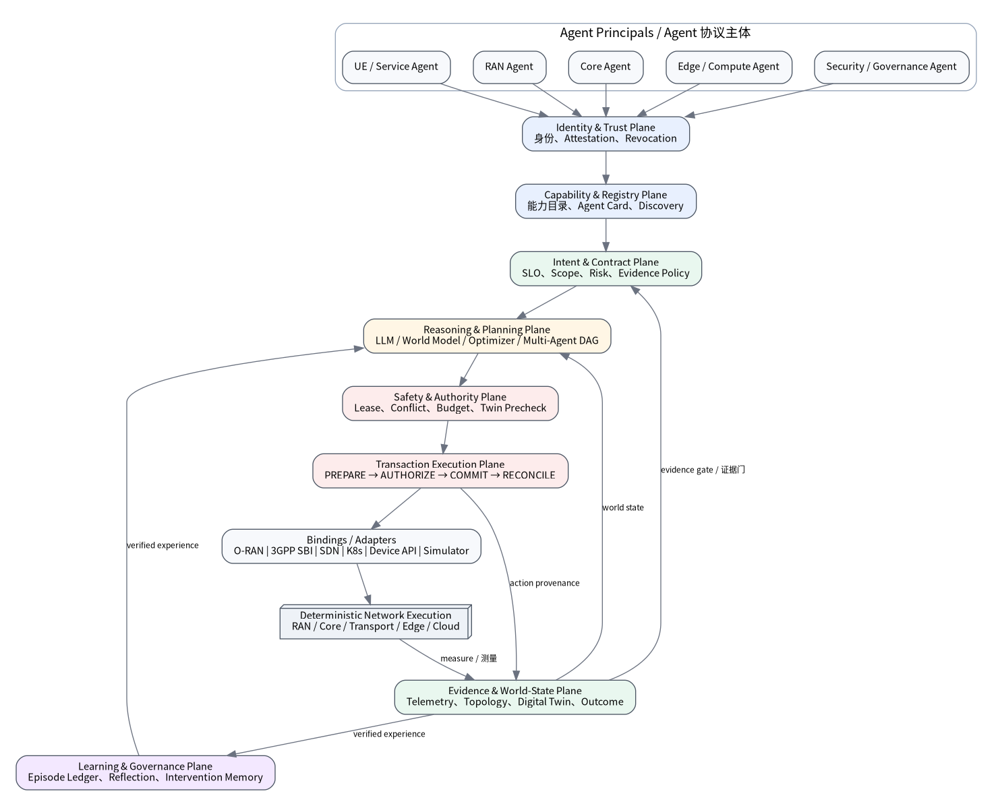 Agent Principals / Agent 协议主体
UE / Service Agent
RAN Agent
Core Agent
Edge / Compute Agent
Security / Governance Agent
Identity & Trust Plane
身份、Attestation、Revocation
Capability & Registry Plane
能力目录、Agent Card、Discovery
Intent & Contract Plane
SLO、Scope、Risk、Evidence Policy
Reasoning & Planning Plane
LLM / World Model / Optimizer / Multi-Agent DAG
Safety & Authority Plane
Lease、Conflict、Budget、Twin Precheck
Transaction Execution Plane
PREPARE → AUTHORIZE → COMMIT → RECONCILE
evidence gate / 证据门
world state
verified experience
Bindings / Adapters
O-RAN | 3GPP SBI | SDN | K8s | Device API | Simulator
action provenance
Deterministic Network Execution
RAN / Core / Transport / Edge / Cloud
measure / 测量
Evidence & World-State Plane
Telemetry、Topology、Digital Twin、Outcome
verified experience
Learning & Governance Plane
Episode Ledger、Reflection、Intervention Memory